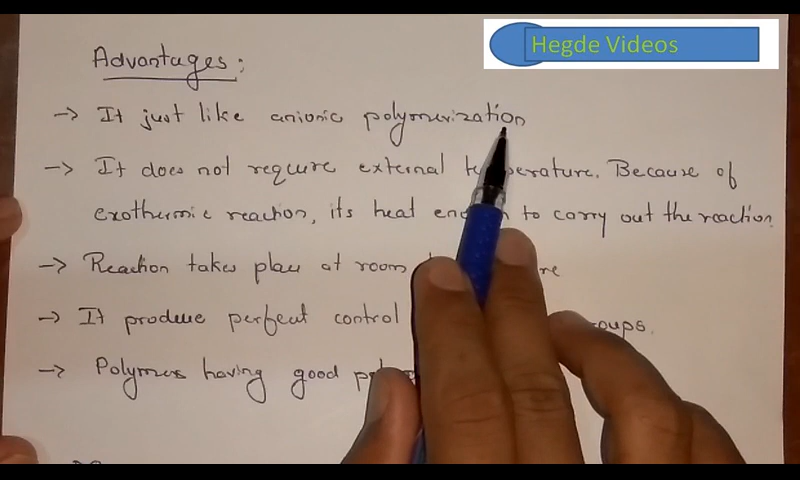 Hegde Videos
Advantages:
-> It just like anionic polymerization
-> It does not require external temperature. Because of
exothermic reaction, its heat to carry out the reaction.
-> Reaction takes place at room
-> It produce perfect control
-> Polymers having good